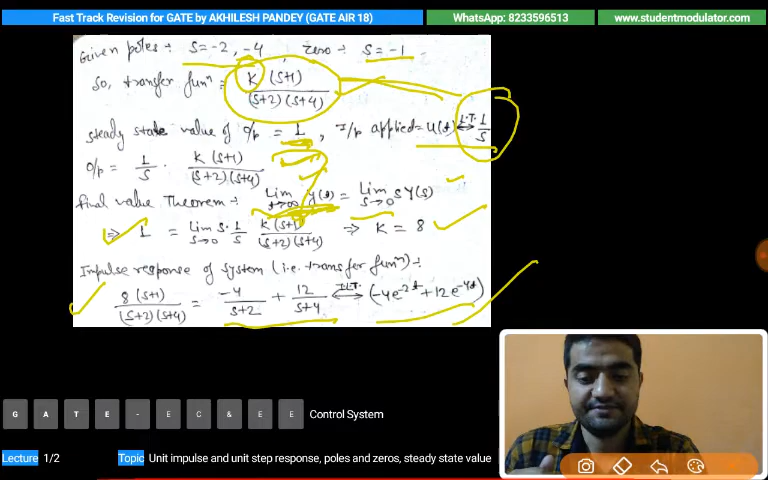 Fast Track Revision for GATE by AKHILESH PANDEY (GATE AIR 18) WhatsApp: 8233596513 www.studentmodulator.com
Given poles :- S=-2, -4, zero :- S=-1
So, transfer funⁿ = K (S+1) / (S+2) (S+4)
steady state value of o/p = 1, I/p applied = u(t) ⟷ L.T. 1/S
o/p = 1/S · K (S+1) / (S+2) (S+4)
final value Theorem :- Lim t→∞ y(t) = Lim S→0 S Y(s)
⇒ 1 = Lim S→0 S·1/S K(S+1) / (S+2) (S+4) ⇒ K = 8
Impulse response of system (i.e. transfer funⁿ) :-
8 (S+1) / (S+2) (S+4) = -4 / S+2 + 12 / S+4 ⟷ I.L.T. (-4e^-2t + 12e^-4t)
G A T E - E C & E E Control System
Lecture 1/2 Topic Unit impulse and unit step response, poles and zeros, steady state value